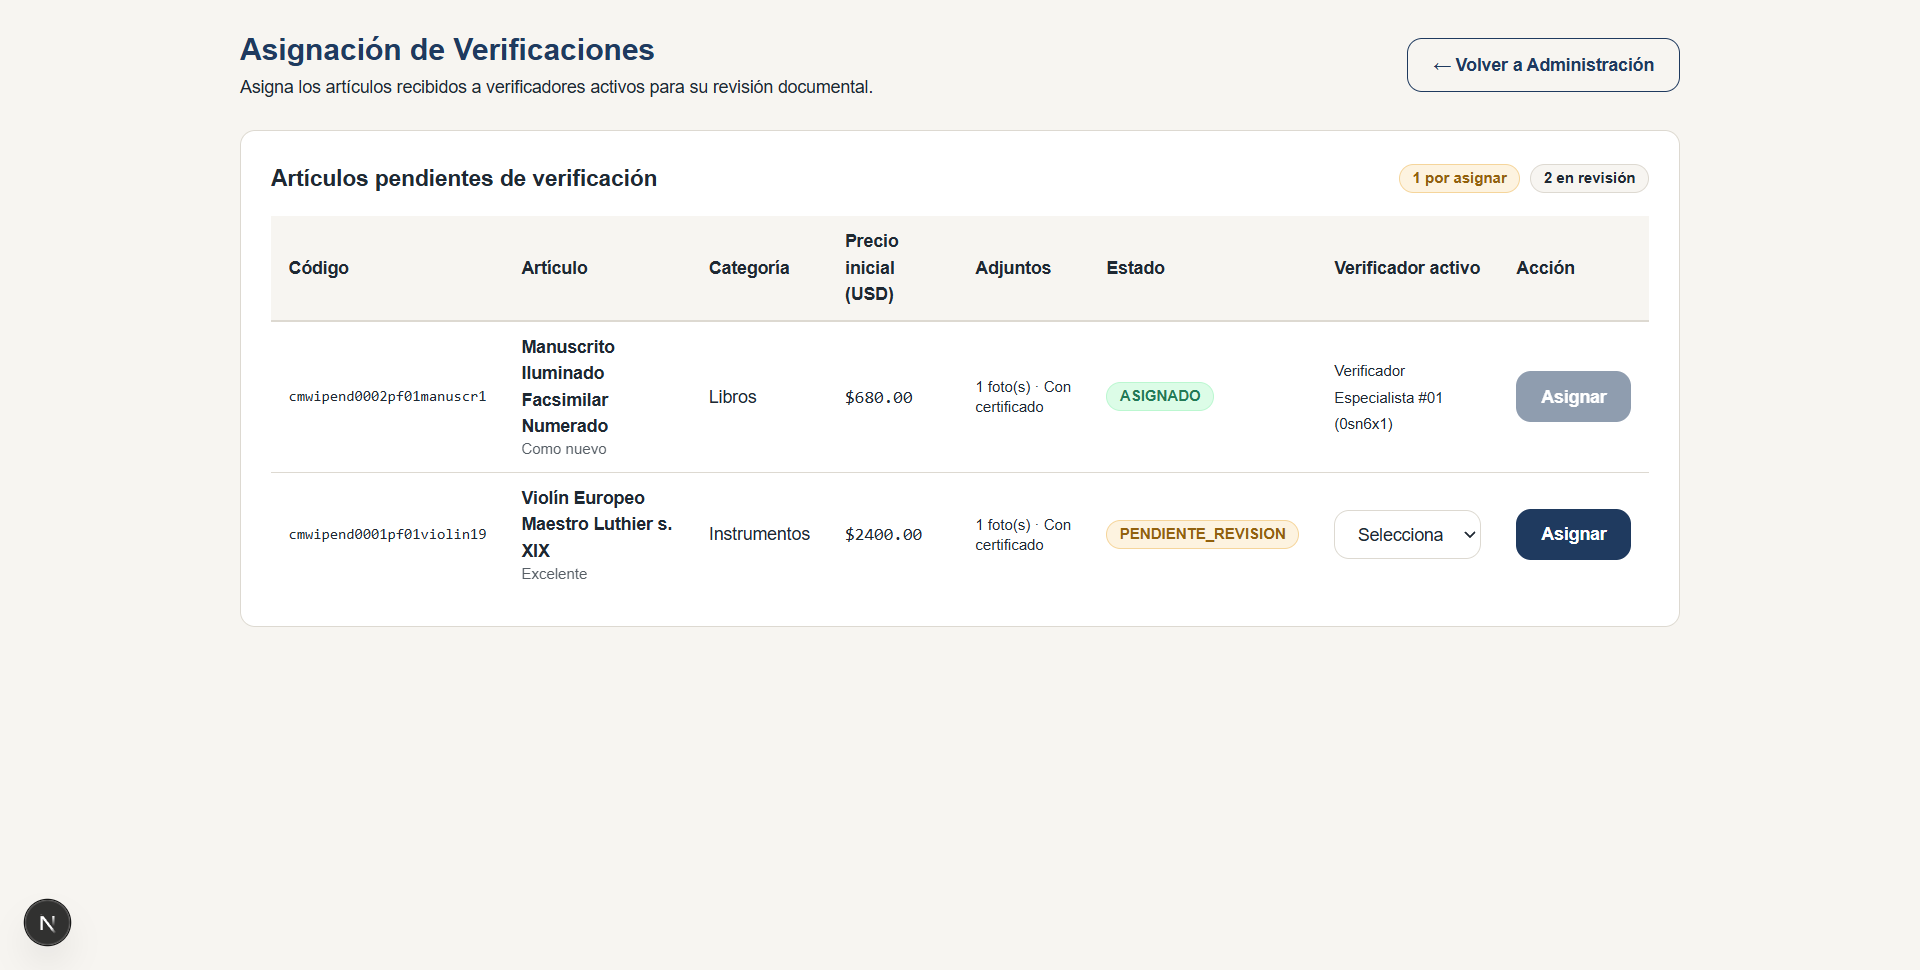 Asignación de Verificaciones
Asigna los artículos recibidos a verificadores activos para su revisión documental.
← Volver a Administración
Artículos pendientes de verificación
1 por asignar
2 en revisión
Código
Artículo
Categoría
Precio
inicial
(USD)
Adjuntos
Estado
Verificador activo
Acción
cmwipend0002pf01manuscr1
Manuscrito
Iluminado
Facsimilar
Numerado
Como nuevo
Libros
$680.00
1 foto(s) · Con
certificado
ASIGNADO
Verificador
Especialista #01
(0sn6x1)
Asignar
cmwipend0001pf01violin19
Violín Europeo
Maestro Luthier s.
XIX
Excelente
Instrumentos
$2400.00
1 foto(s) · Con
certificado
PENDIENTE_REVISION
Selecciona
Asignar
N